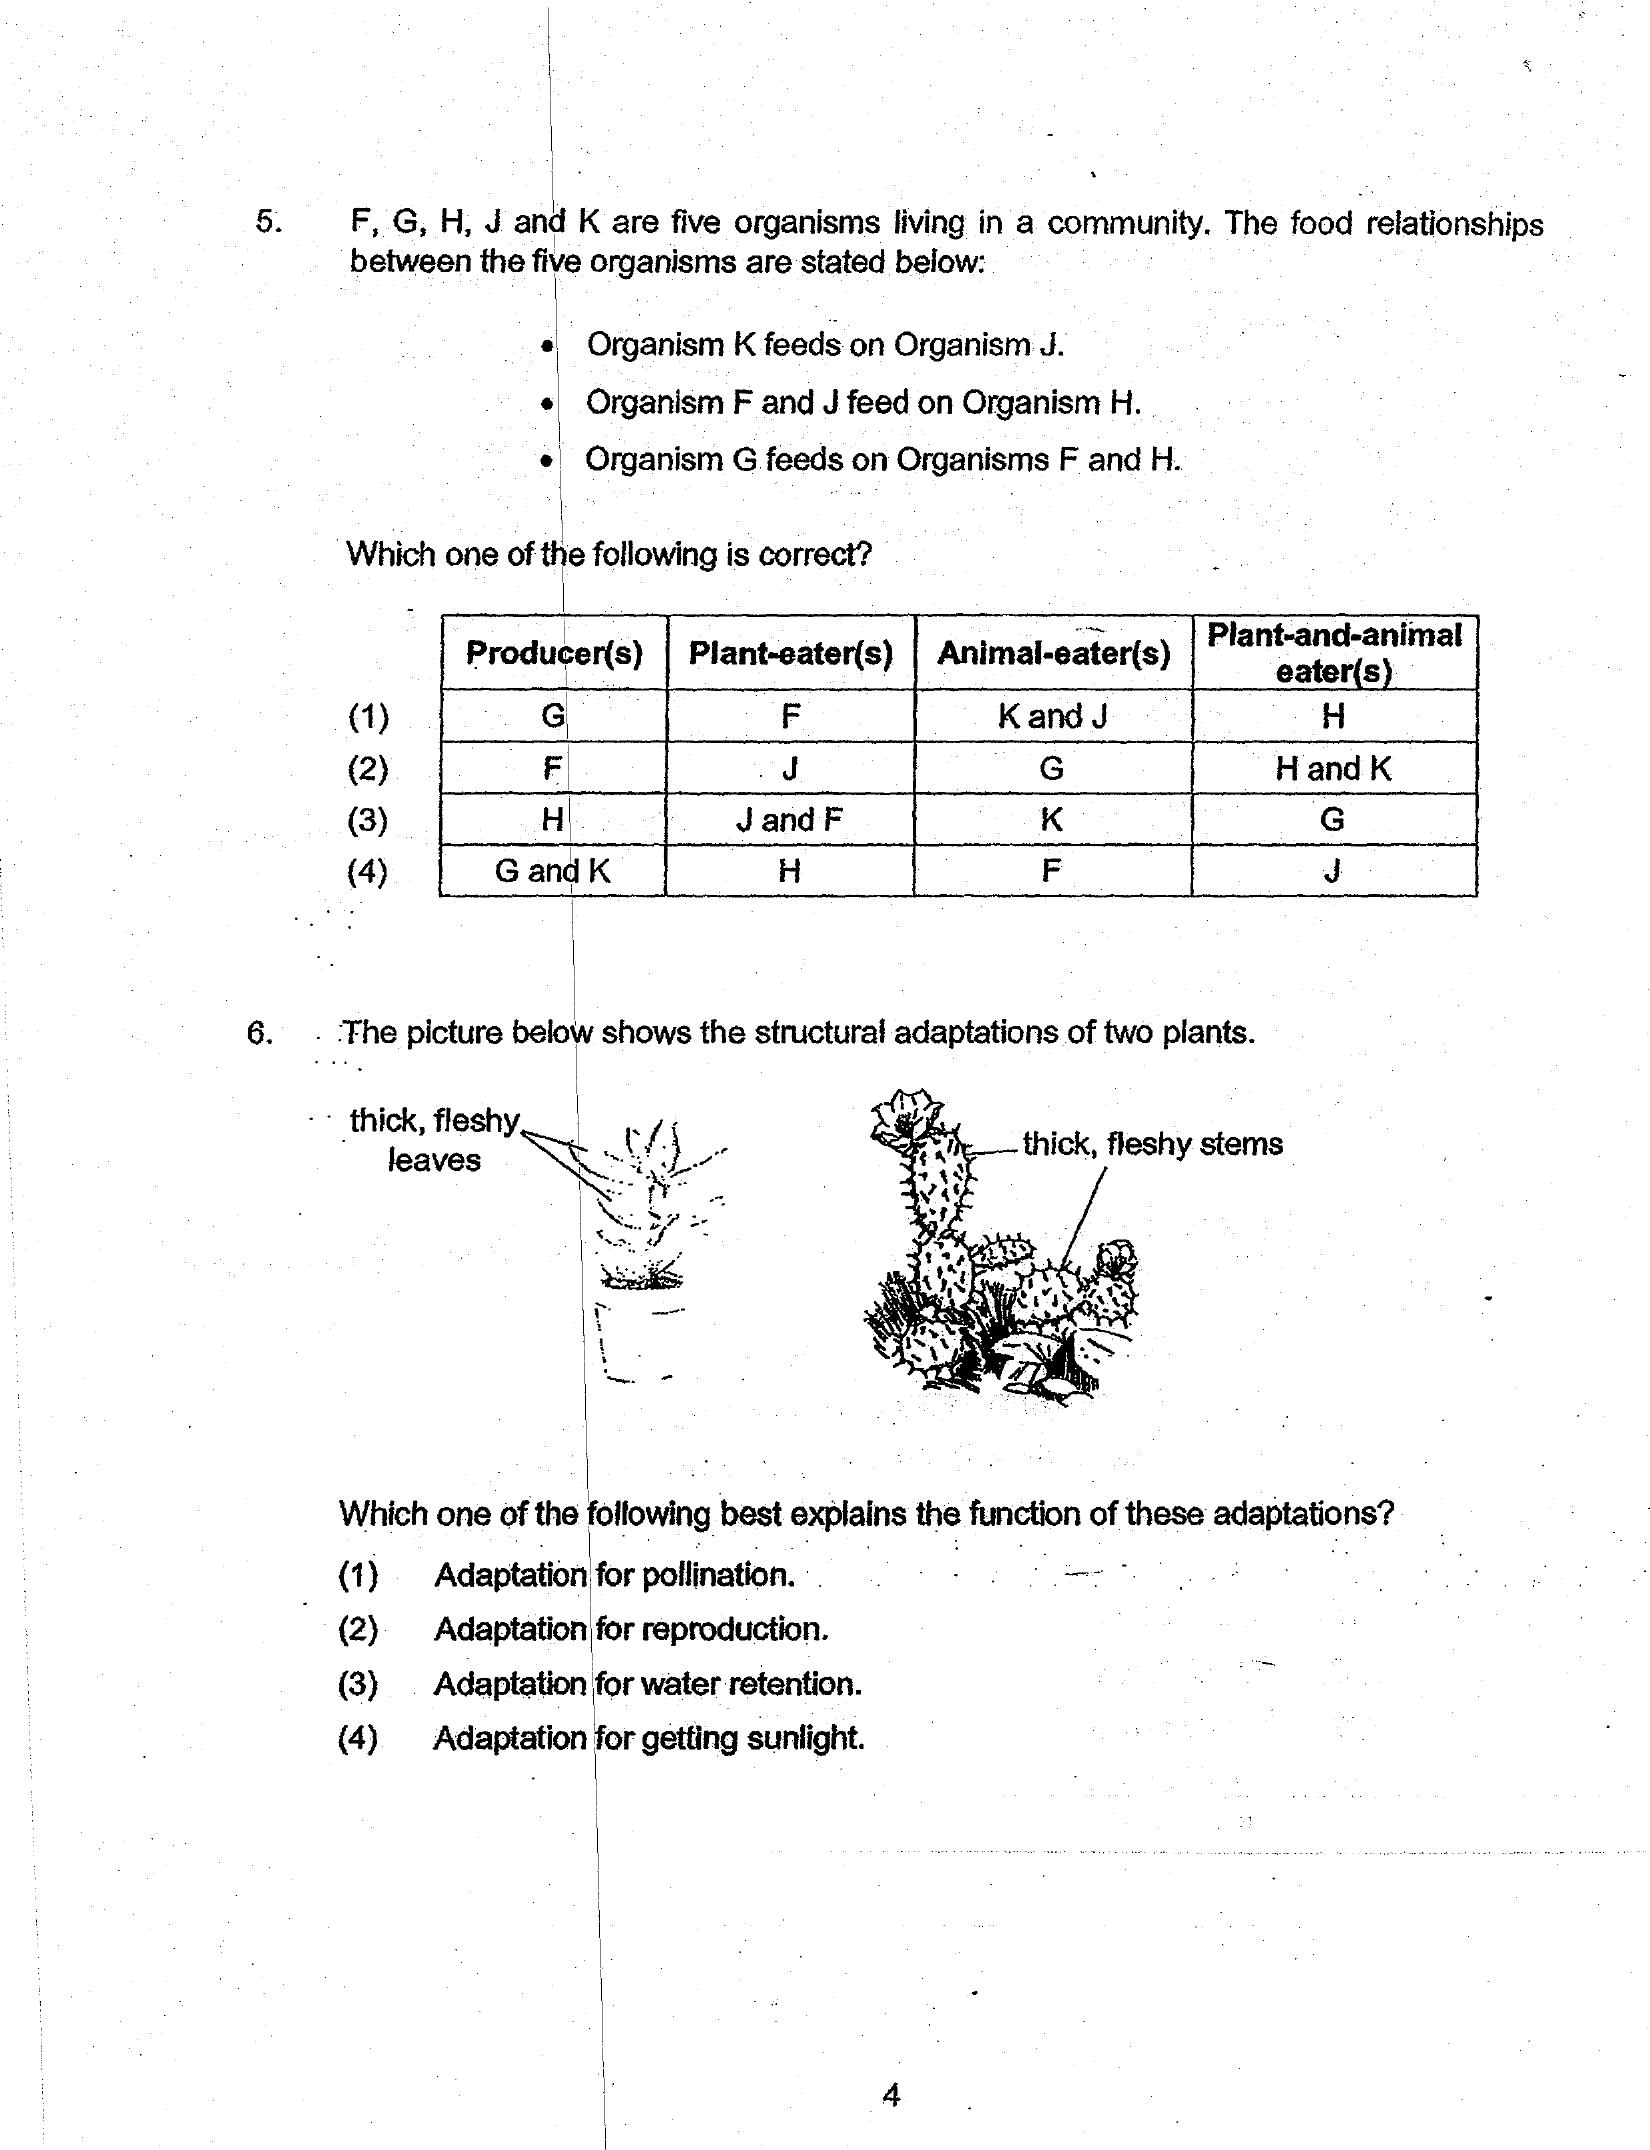 5. F, G, H, J and K are five organisms living in a community. The food relationships
between the five organisms are stated below:
• Organism K feeds on Organism J.
• Organism F and J feed on Organism H.
• Organism G feeds on Organisms F and H.
Which one of the following is correct?
Producer(s) Plant-eater(s) Animal-eater(s) Plant-and-animal eater(s)
(1) G F K and J H
(2) F J G H and K
(3) H J and F K G
(4) G and K H F J
6. The picture below shows the structural adaptations of two plants.
thick, fleshy
leaves
thick, fleshy stems
Which one of the following best explains the function of these adaptations?
(1) Adaptation for pollination.
(2) Adaptation for reproduction.
(3) Adaptation for water retention.
(4) Adaptation for getting sunlight.
4